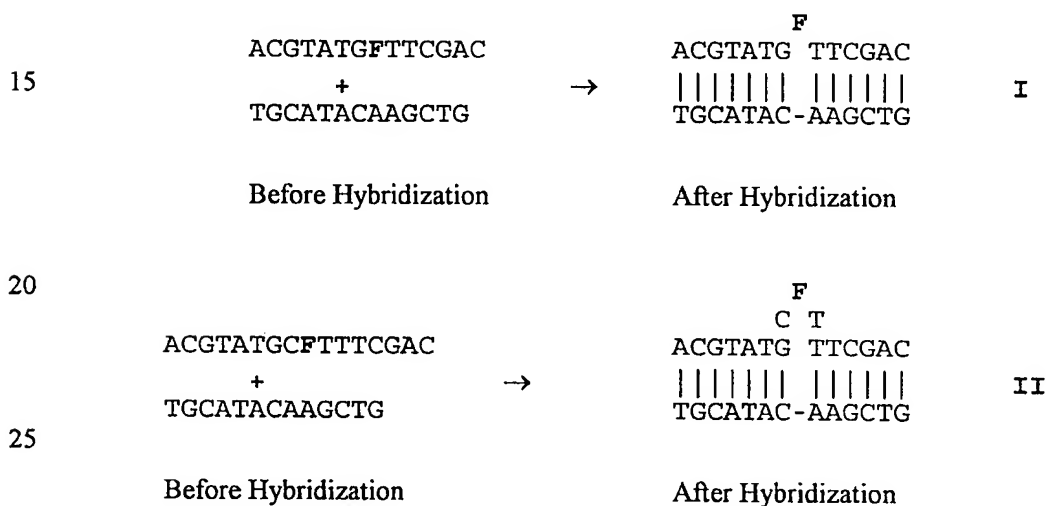 F
ACGTATGFTTCGAC ACGTATG TTCGAC
15 + → ||||||| |||||| I
TGCATACAAGCTG TGCATAC-AAGCTG
Before Hybridization After Hybridization
20 F
C T
ACGTATGCFTTTCGAC ACGTATG TTCGAC
+ → ||||||| |||||| II
TGCATACAAGCTG TGCATAC-AAGCTG
25
Before Hybridization After Hybridization